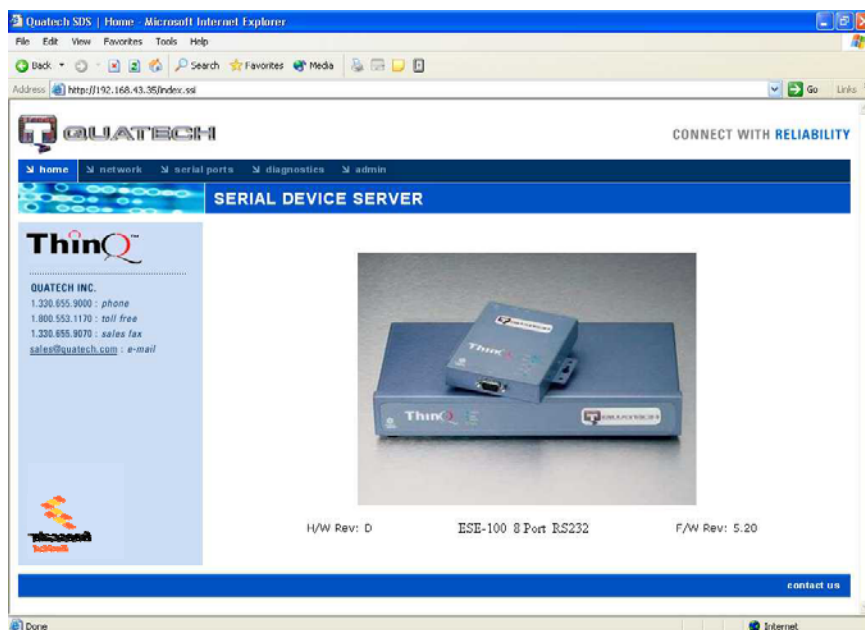 Quatech SDS | Home - Microsoft Internet Explorer
File Edit View Favorites Tools Help
Back Search Favorites Media
Address http://192.168.43.35/index.ssi Go Links
QUATECH
CONNECT WITH RELIABILITY
home network serial ports diagnostics admin
SERIAL DEVICE SERVER
ThinQ™
QUATECH INC.
1.330.655.9000 : phone
1.800.553.1170 : toll free
1.330.655.9070 : sales fax
sales@quatech.com : e-mail
QUATECH
ThinQ
ThinQ
QUATECH
H/W Rev: D ESE-100 8 Port RS232 F/W Rev: 5.20
contact us
Done Internet